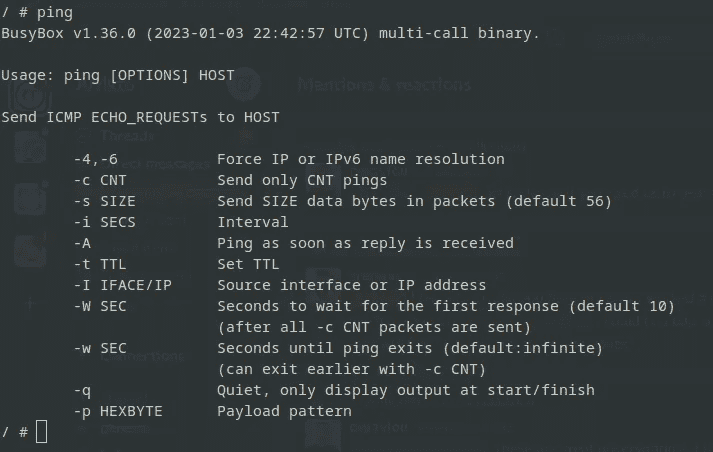 / # ping
BusyBox v1.36.0 (2023-01-03 22:42:57 UTC) multi-call binary.
Usage: ping [OPTIONS] HOST
Mentions & reactions
Send ICMP ECHO_REQUESTs to HOST
Threads
-4,-6 Force IP or IPv6 name resolution
-c CNT Send only CNT pings
-s SIZE Send SIZE data bytes in packets (default 56)
-i SECS Interval
-A Ping as soon as reply is received
-t TTL Set TTL
-I IFACE/IP Source interface or IP address
-W SEC Seconds to wait for the first response (default 10)
(after all -c CNT packets are sent)
-w SEC Seconds until ping exits (default:infinite)
(can exit earlier with -c CNT)
-q Quiet, only display output at start/finish
-p HEXBYTE Payload pattern
/ #